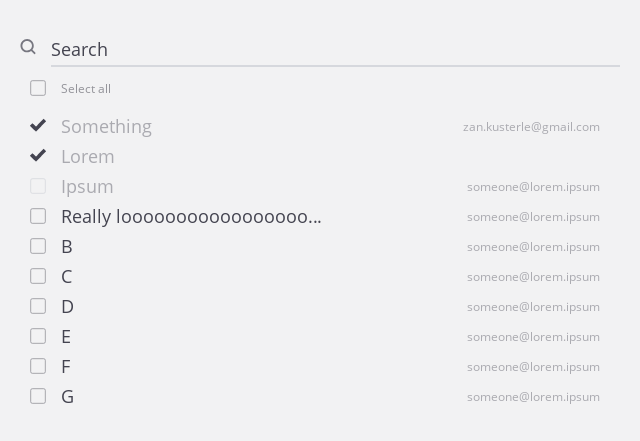 Search
Select all
Something zan.kusterle@gmail.com
Lorem
Ipsum someone@lorem.ipsum
Really looooooooooooooooo... someone@lorem.ipsum
B someone@lorem.ipsum
C someone@lorem.ipsum
D someone@lorem.ipsum
E someone@lorem.ipsum
F someone@lorem.ipsum
G someone@lorem.ipsum